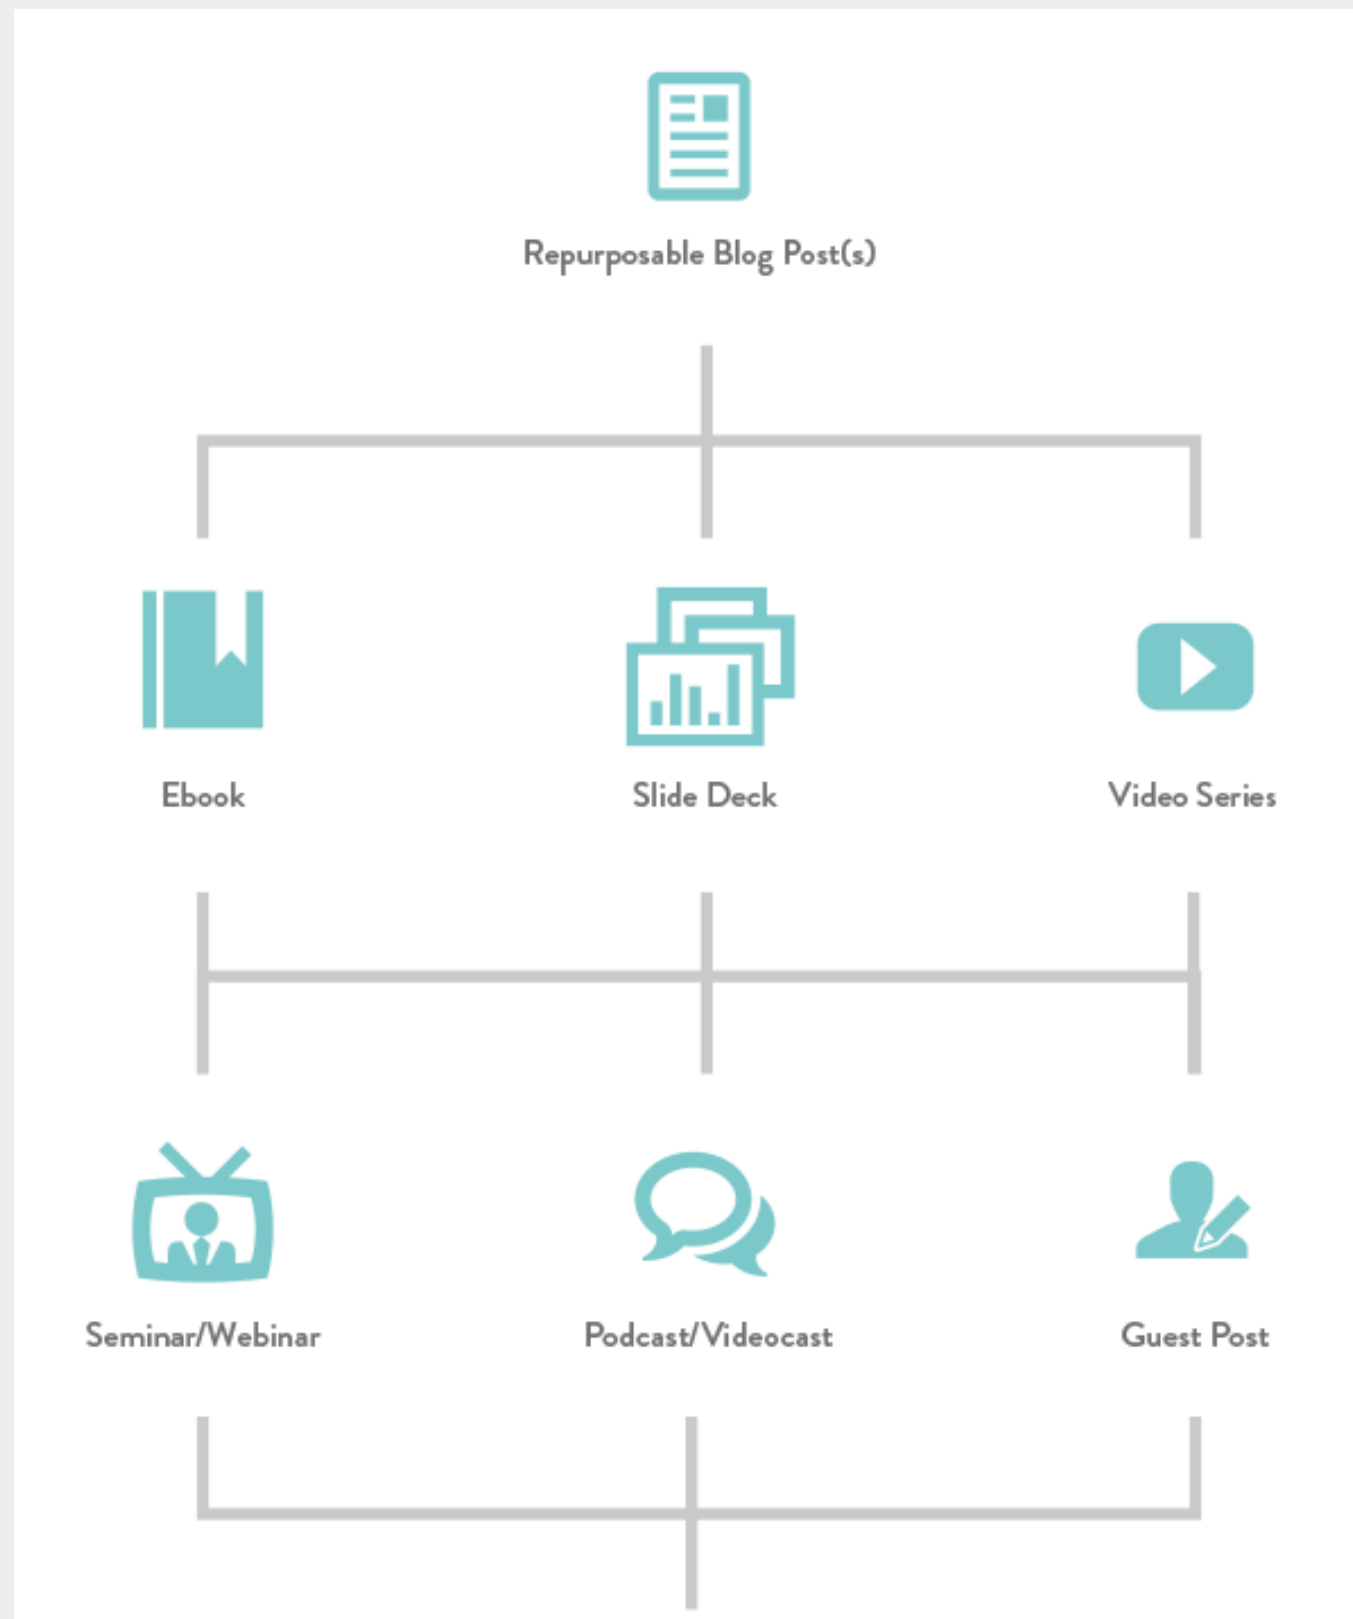 Repurposable Blog Post(s)
Ebook
Slide Deck
Video Series
Seminar/Webinar
Podcast/Videocast
Guest Post